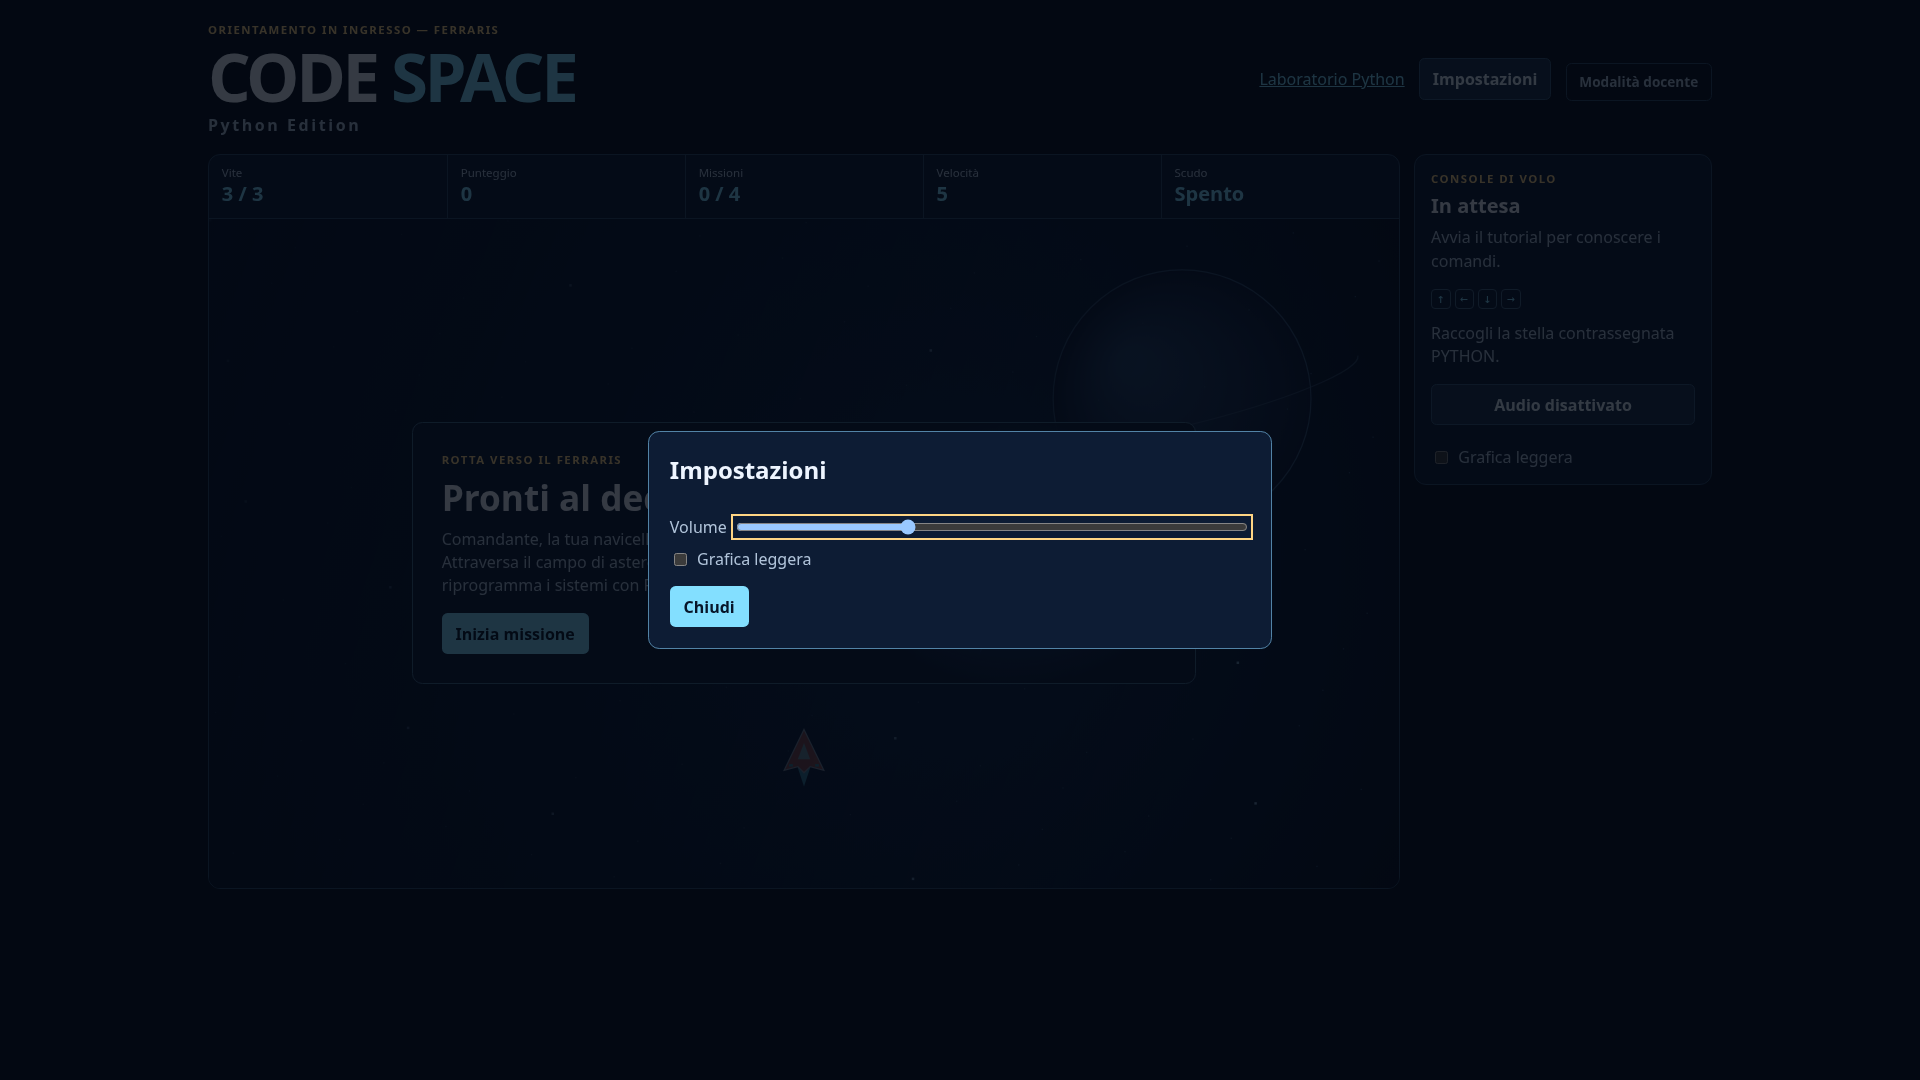 ORIENTAMENTO IN INGRESSO — FERRARIS
CODE SPACE
Python Edition
Laboratorio Python
Impostazioni
Modalità docente
Vite
3 / 3
Punteggio
0
Missioni
0 / 4
Velocità
5
Scudo
Spento
CONSOLE DI VOLO
In attesa
Avvia il tutorial per conoscere i
comandi.
↑ ← ↓ →
Raccogli la stella contrassegnata
PYTHON.
Audio disattivato
Grafica leggera
ROTTA VERSO IL FERRARIS
Pronti al
Comandante, la tua
Attraversa il campo di
riprogramma i sistemi con
Inizia missione
Impostazioni
Volume
Grafica leggera
Chiudi